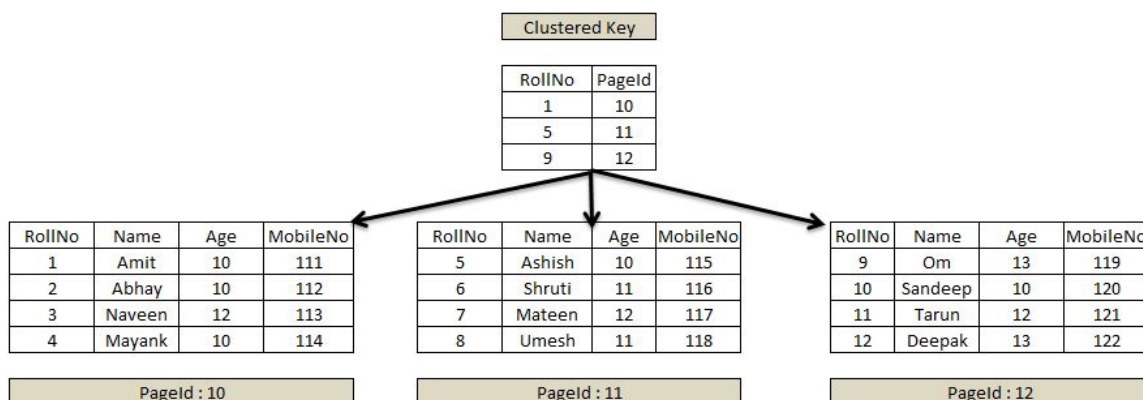 Clustered Key
RollNo PageId
1 10
5 11
9 12
RollNo Name Age MobileNo
1 Amit 10 111
2 Abhay 10 112
3 Naveen 12 113
4 Mayank 10 114
PageId : 10
RollNo Name Age MobileNo
5 Ashish 10 115
6 Shruti 11 116
7 Mateen 12 117
8 Umesh 11 118
PageId : 11
RollNo Name Age MobileNo
9 Om 13 119
10 Sandeep 10 120
11 Tarun 12 121
12 Deepak 13 122
PageId : 12